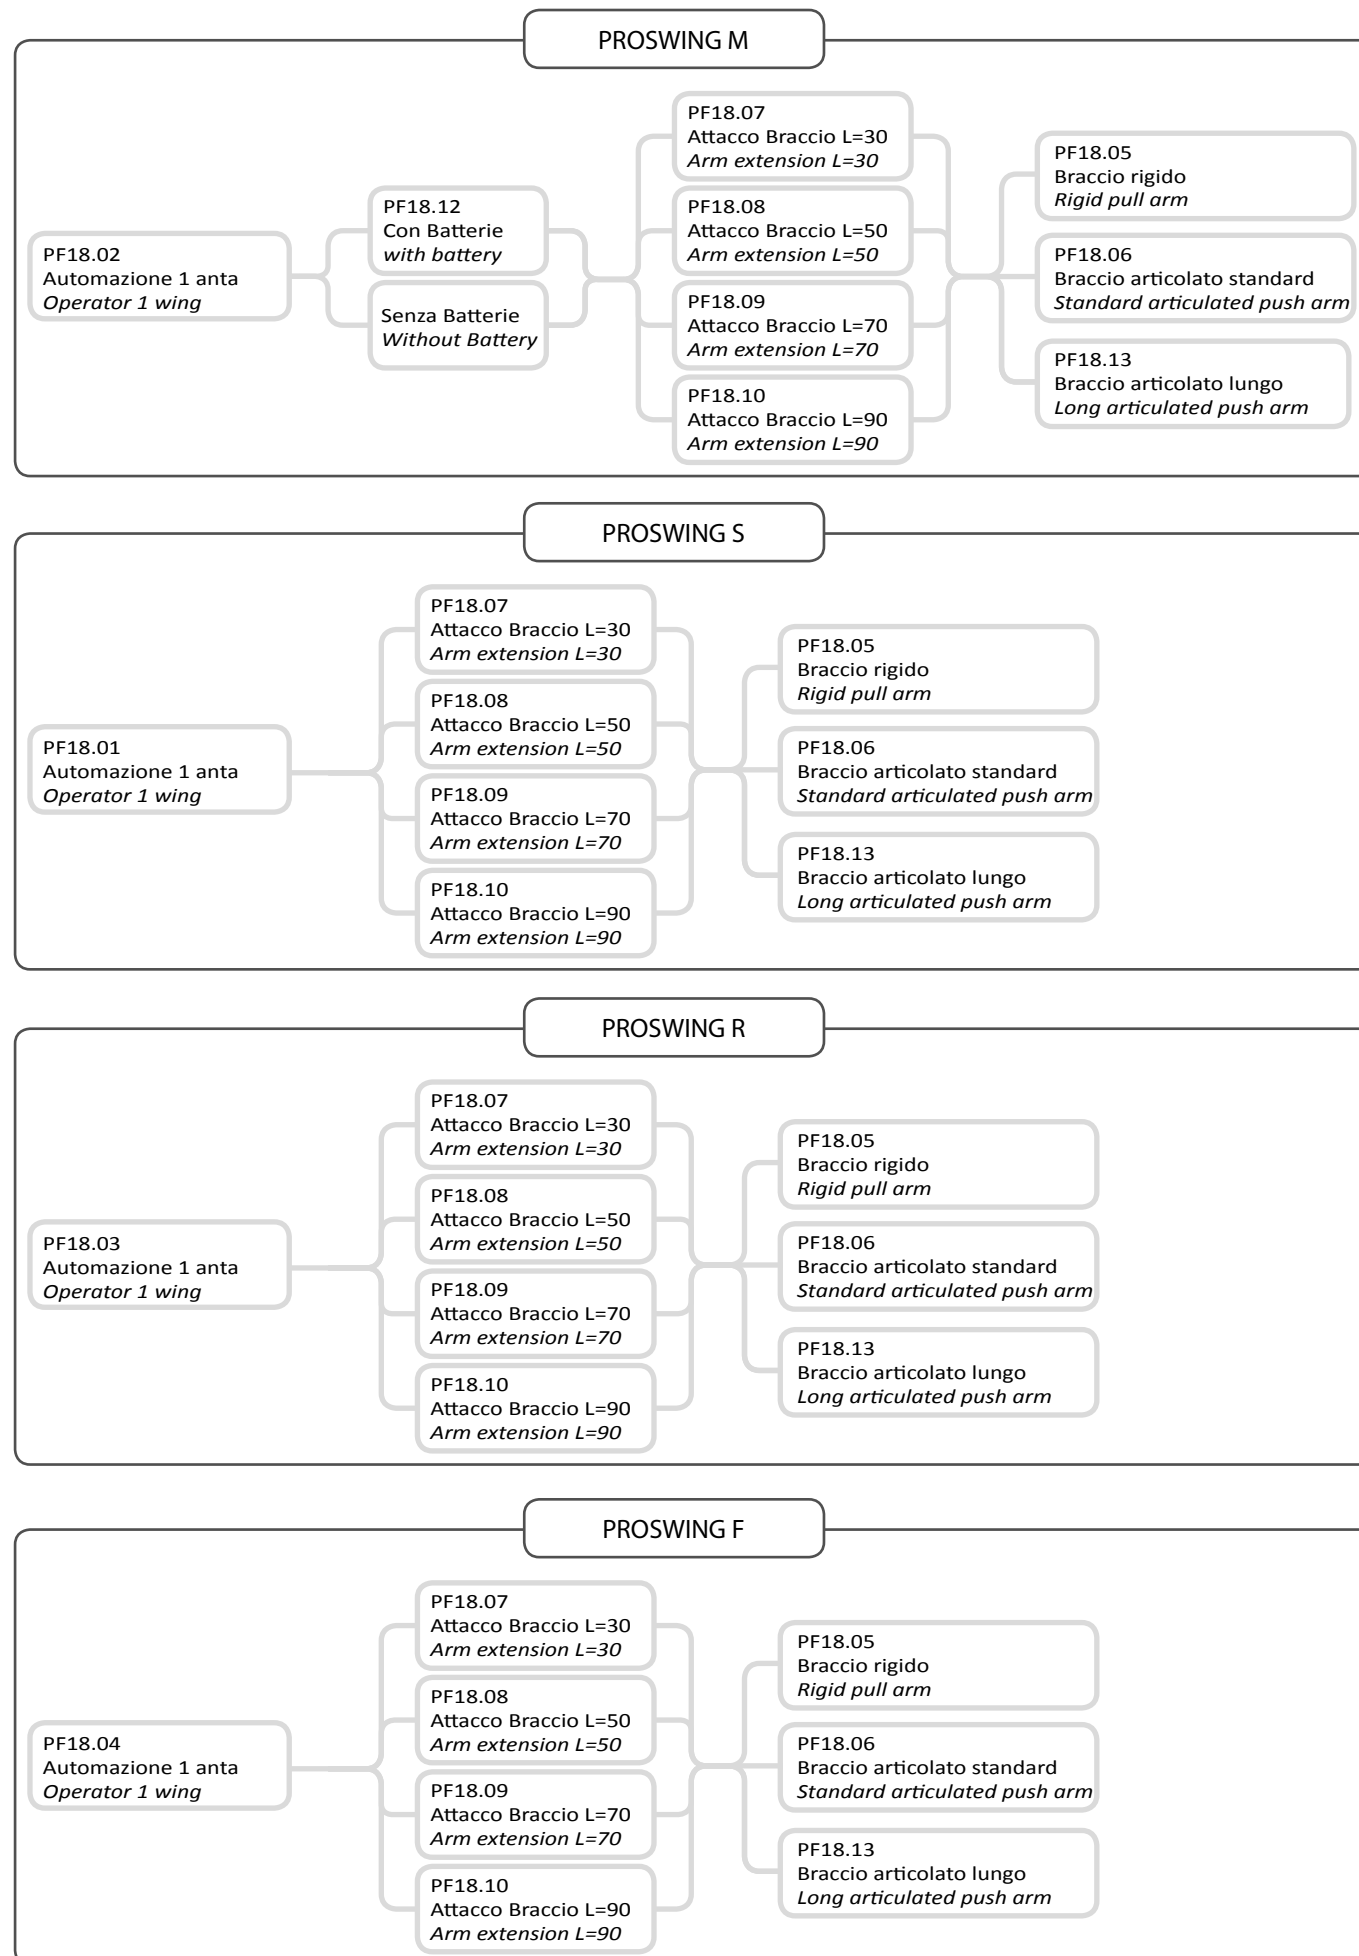 PROSWING M
PF18.02
Automazione 1 anta
Operator 1 wing
PF18.12
Con Batterie
with battery
Senza Batterie
Without Battery
PF18.07
Attacco Braccio L=30
Arm extension L=30
PF18.08
Attacco Braccio L=50
Arm extension L=50
PF18.09
Attacco Braccio L=70
Arm extension L=70
PF18.10
Attacco Braccio L=90
Arm extension L=90
PF18.05
Braccio rigido
Rigid pull arm
PF18.06
Braccio articolato standard
Standard articulated push arm
PF18.13
Braccio articolato lungo
Long articulated push arm
PROSWING S
PF18.01
Automazione 1 anta
Operator 1 wing
PF18.07
Attacco Braccio L=30
Arm extension L=30
PF18.08
Attacco Braccio L=50
Arm extension L=50
PF18.09
Attacco Braccio L=70
Arm extension L=70
PF18.10
Attacco Braccio L=90
Arm extension L=90
PF18.05
Braccio rigido
Rigid pull arm
PF18.06
Braccio articolato standard
Standard articulated push arm
PF18.13
Braccio articolato lungo
Long articulated push arm
PROSWING R
PF18.03
Automazione 1 anta
Operator 1 wing
PF18.07
Attacco Braccio L=30
Arm extension L=30
PF18.08
Attacco Braccio L=50
Arm extension L=50
PF18.09
Attacco Braccio L=70
Arm extension L=70
PF18.10
Attacco Braccio L=90
Arm extension L=90
PF18.05
Braccio rigido
Rigid pull arm
PF18.06
Braccio articolato standard
Standard articulated push arm
PF18.13
Braccio articolato lungo
Long articulated push arm
PROSWING F
PF18.04
Automazione 1 anta
Operator 1 wing
PF18.07
Attacco Braccio L=30
Arm extension L=30
PF18.08
Attacco Braccio L=50
Arm extension L=50
PF18.09
Attacco Braccio L=70
Arm extension L=70
PF18.10
Attacco Braccio L=90
Arm extension L=90
PF18.05
Braccio rigido
Rigid pull arm
PF18.06
Braccio articolato standard
Standard articulated push arm
PF18.13
Braccio articolato lungo
Long articulated push arm